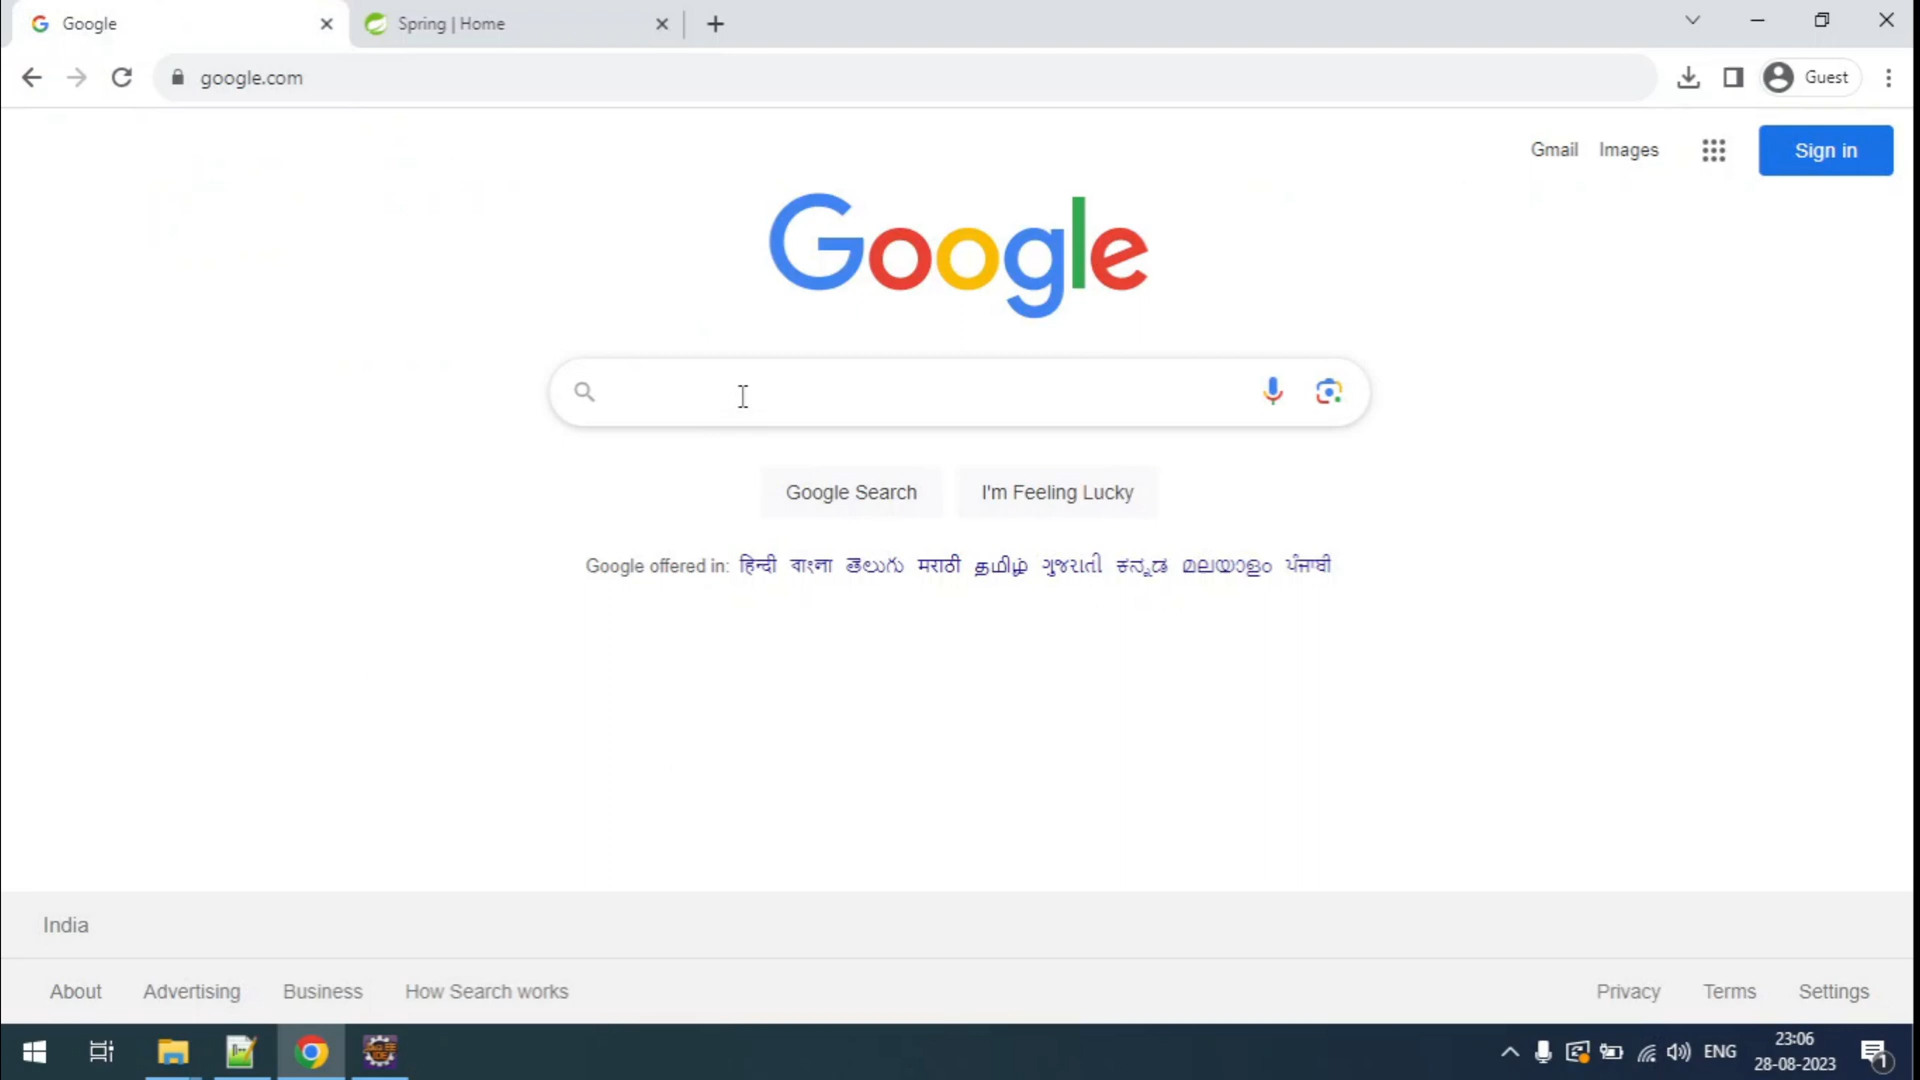 Google
Spring | Home
google.com
Guest
Gmail Images
Sign in
Google
Google Search
I'm Feeling Lucky
Google offered in: हिन्दी বাংলা తెలుగు मराठी தமிழ் ગુજરાતી ಕನ್ನಡ മലയാളം ਪੰਜਾਬੀ
India
About Advertising Business How Search works
Privacy Terms Settings
ENG
23:06
28-08-2023
1